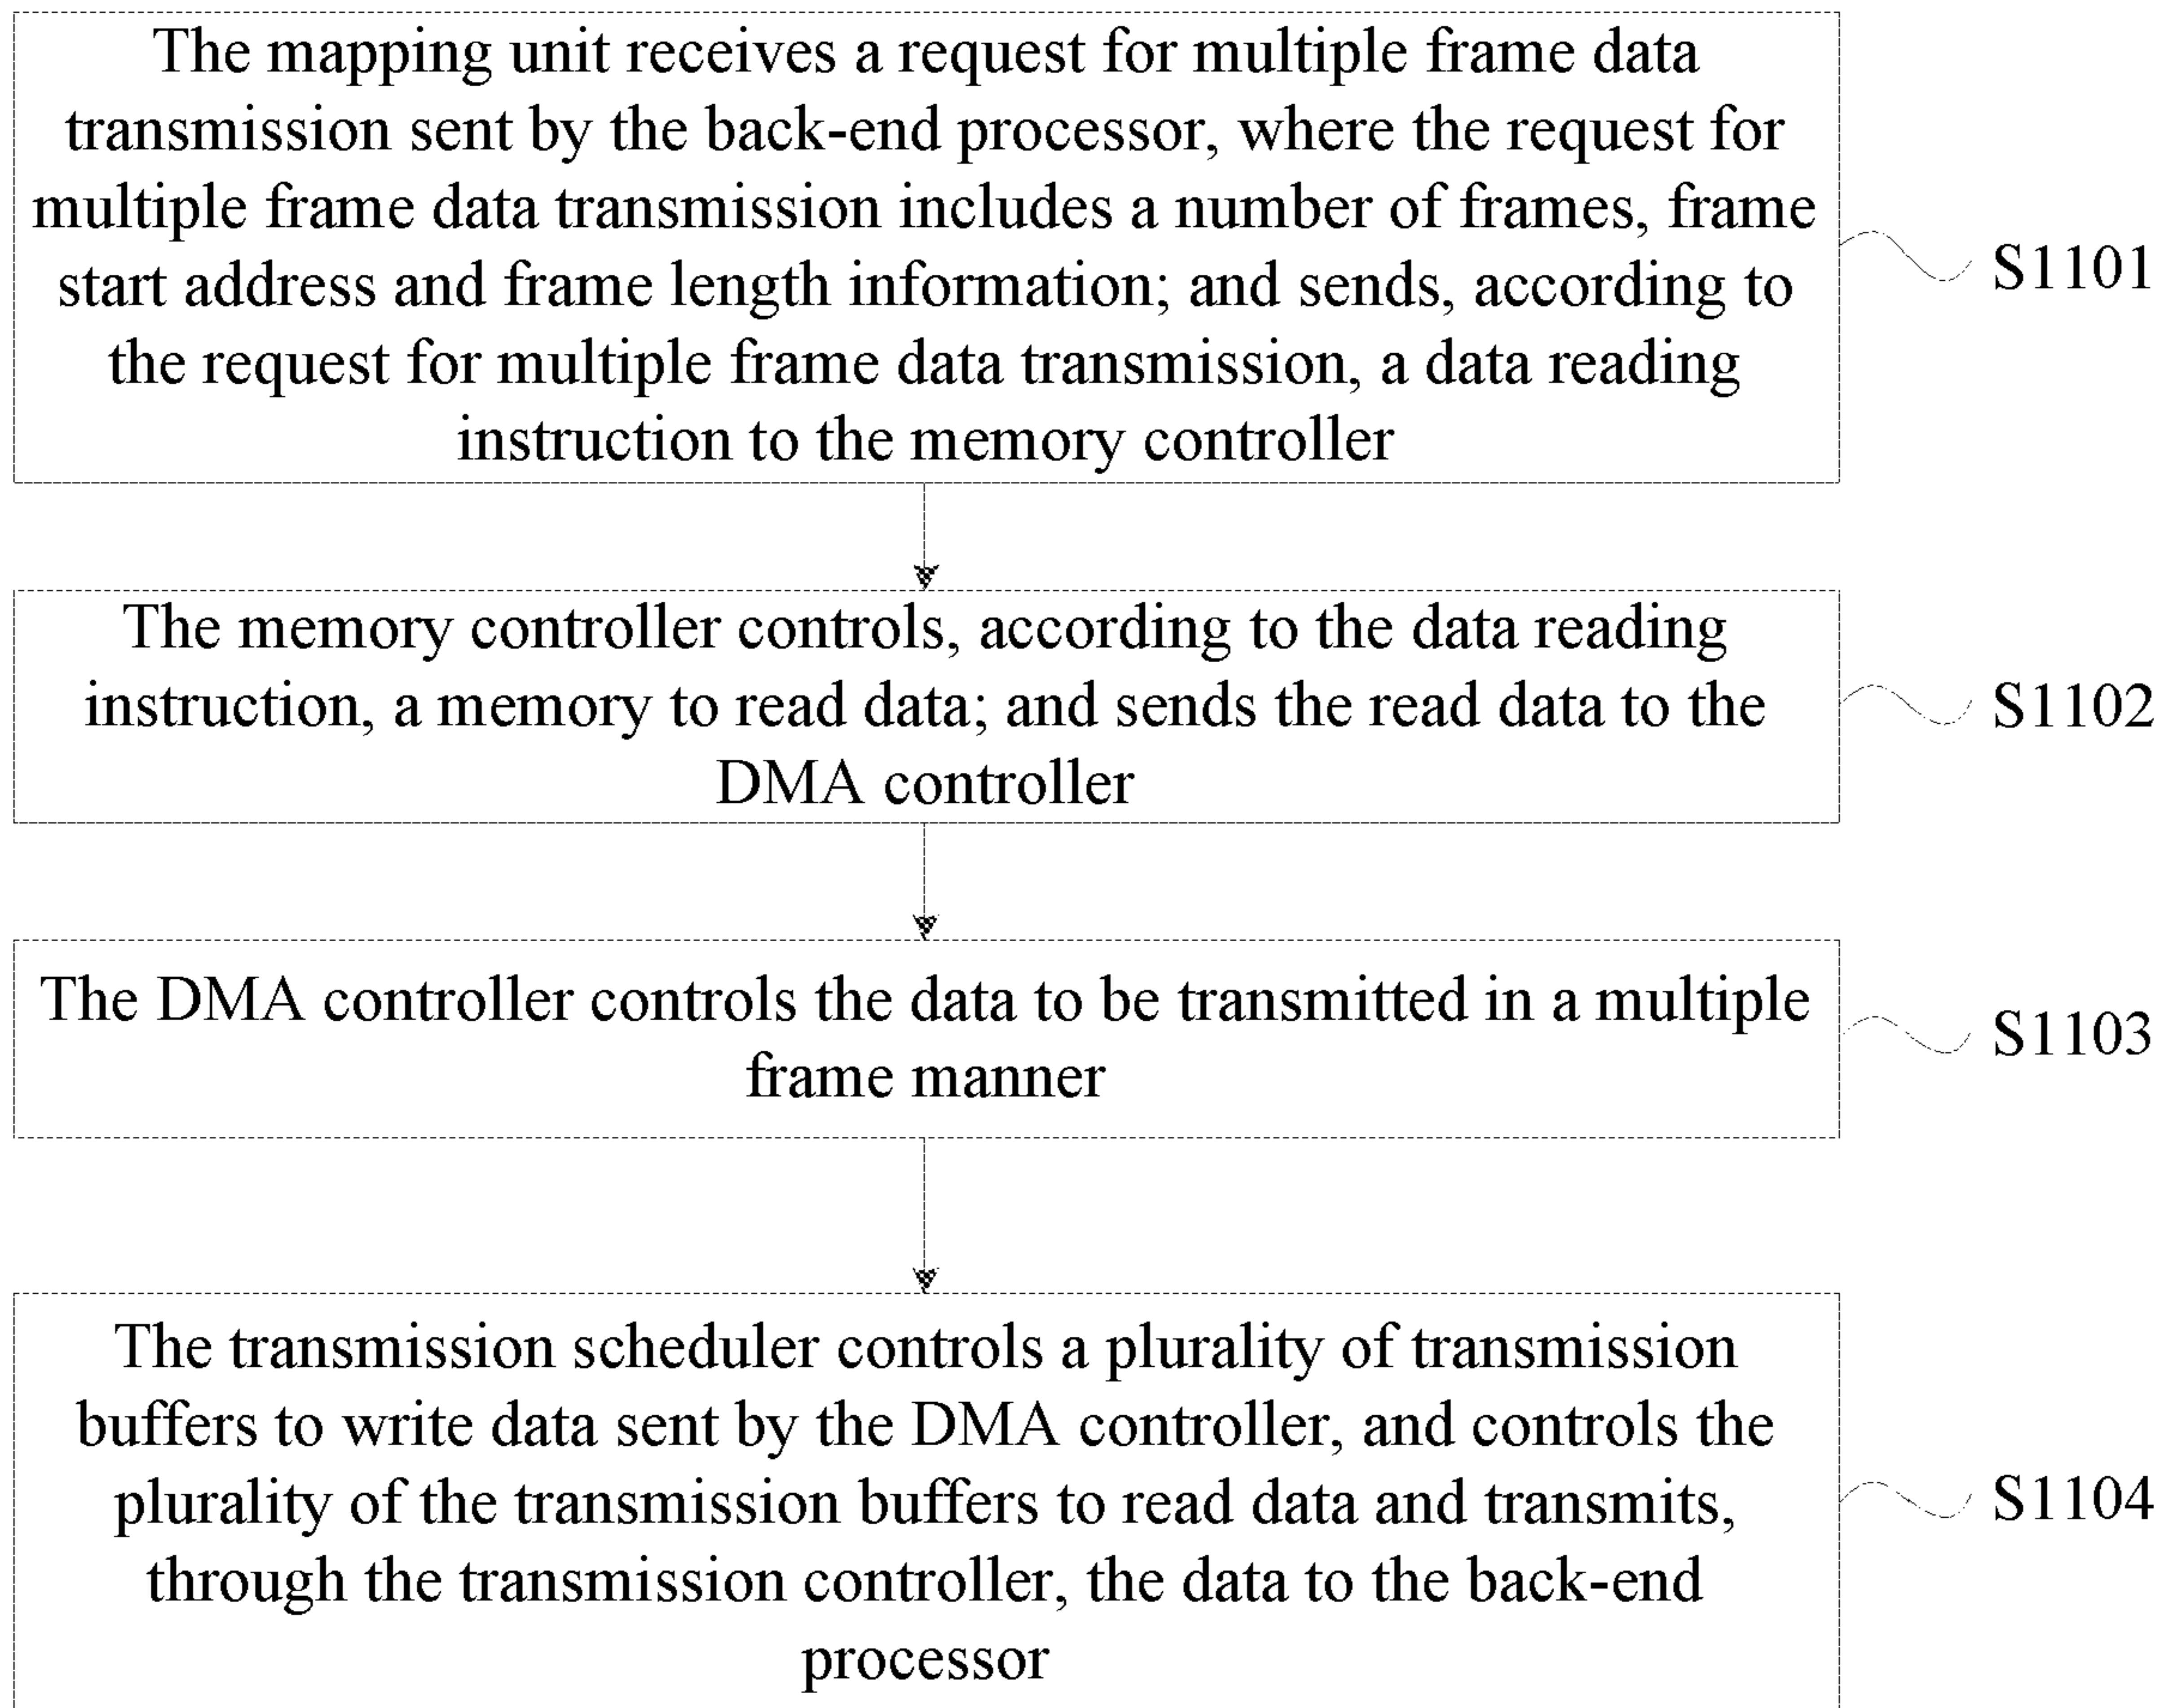 The mapping unit receives a request for multiple frame data
transmission sent by the back-end processor, where the request for
multiple frame data transmission includes a number of frames, frame
start address and frame length information; and sends, according to
the request for multiple frame data transmission, a data reading
instruction to the memory controller
S1101
The memory controller controls, according to the data reading
instruction, a memory to read data; and sends the read data to the
DMA controller
S1102
The DMA controller controls the data to be transmitted in a multiple
frame manner
S1103
The transmission scheduler controls a plurality of transmission
buffers to write data sent by the DMA controller, and controls the
plurality of the transmission buffers to read data and transmits,
through the transmission controller, the data to the back-end
processor
S1104